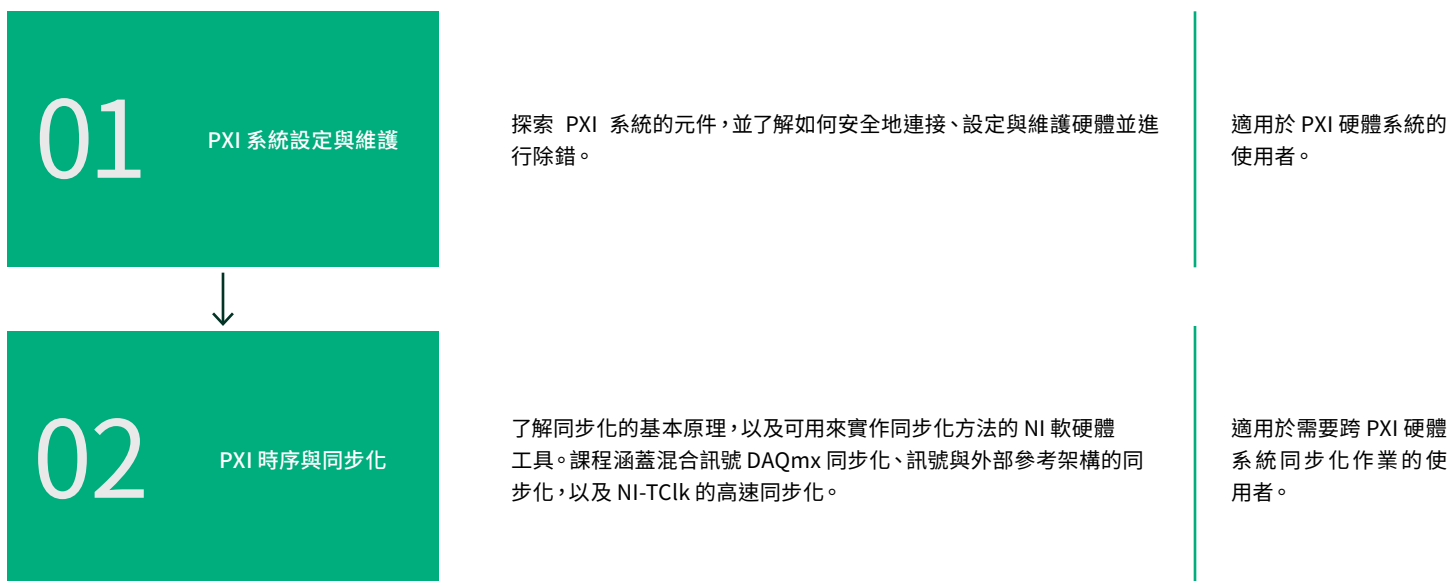 01
PXI 系統設定與維護
探索 PXI 系統的元件，並了解如何安全地連接、設定與維護硬體並進
行除錯。
適用於 PXI 硬體系統的
使用者。
02
PXI 時序與同步化
了解同步化的基本原理，以及可用來實作同步化方法的 NI 軟硬體
工具。課程涵蓋混合訊號 DAQmx 同步化、訊號與外部參考架構的同
步化，以及 NI-TClk 的高速同步化。
適用於需要跨 PXI 硬體
系統同步化作業的使
用者。